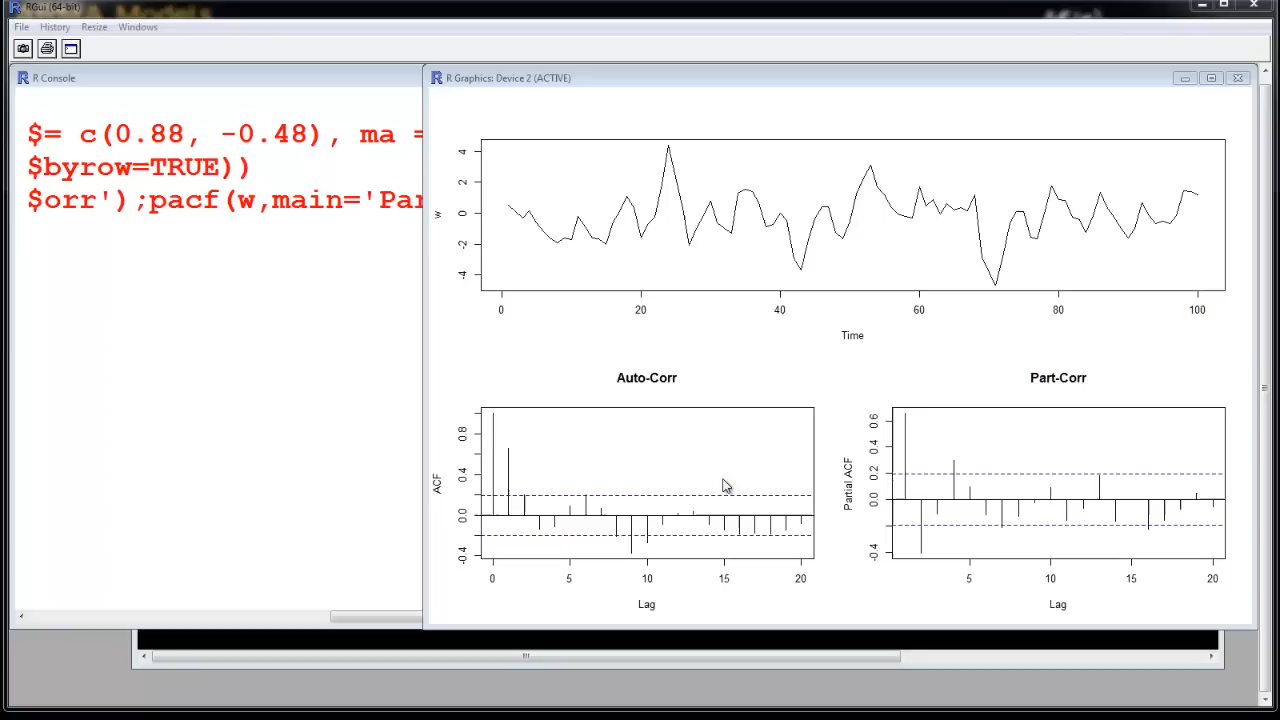 RGui (64-bit)
File History Resize Windows
R Console
$= c(0.88, -0.48), ma =
$byrow=TRUE))
$orr');pacf(w,main='Par
R Graphics: Device 2 (ACTIVE)
w
4
2
0
-2
-4
0 20 40 60 80 100
Time
Auto-Corr
ACF
0.8
0.4
0.0
-0.4
0 5 10 15 20
Lag
Part-Corr
Partial ACF
0.6
0.4
0.2
0.0
-0.4
5 10 15 20
Lag